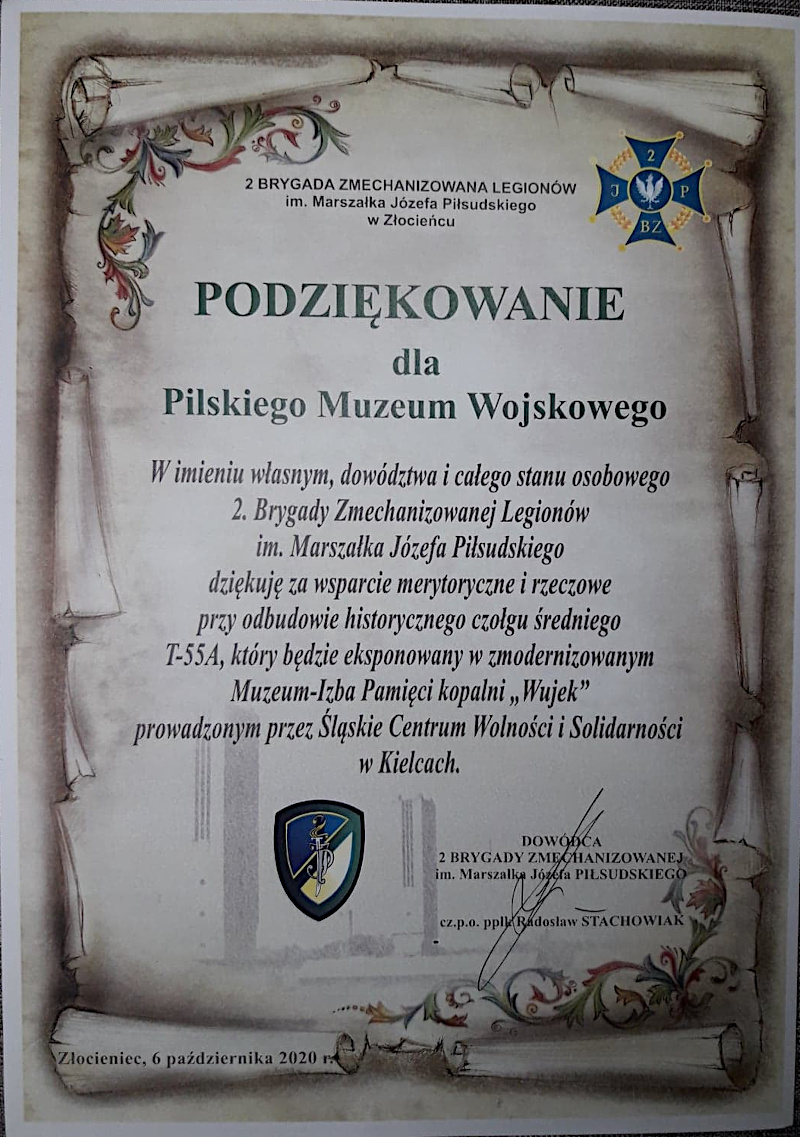 2 BRYGADA ZMECHANIZOWANA LEGIONÓW
im. Marszałka Józefa Piłsudskiego
w Złocieńcu
2
J P
BZ
PODZIĘKOWANIE
dla
Pilskiego Muzeum Wojskowego
W imieniu własnym, dowództwa i całego stanu osobowego
2. Brygady Zmechanizowanej Legionów
im. Marszałka Józefa Piłsudskiego
dziękuję za wsparcie merytoryczne i rzeczowe
przy odbudowie historycznego czołgu średniego
T-55A, który będzie eksponowany w zmodernizowanym
Muzeum-Izba Pamięci kopalni „Wujek”
prowadzonym przez Śląskie Centrum Wolności i Solidarności
w Kielcach.
DOWÓDCA
2 BRYGADY ZMECHANIZOWANEJ
im. Marszałka Józefa PIŁSUDSKIEGO
cz.p.o. ppłk Radosław STACHOWIAK
Złocieniec, 6 października 2020 r.